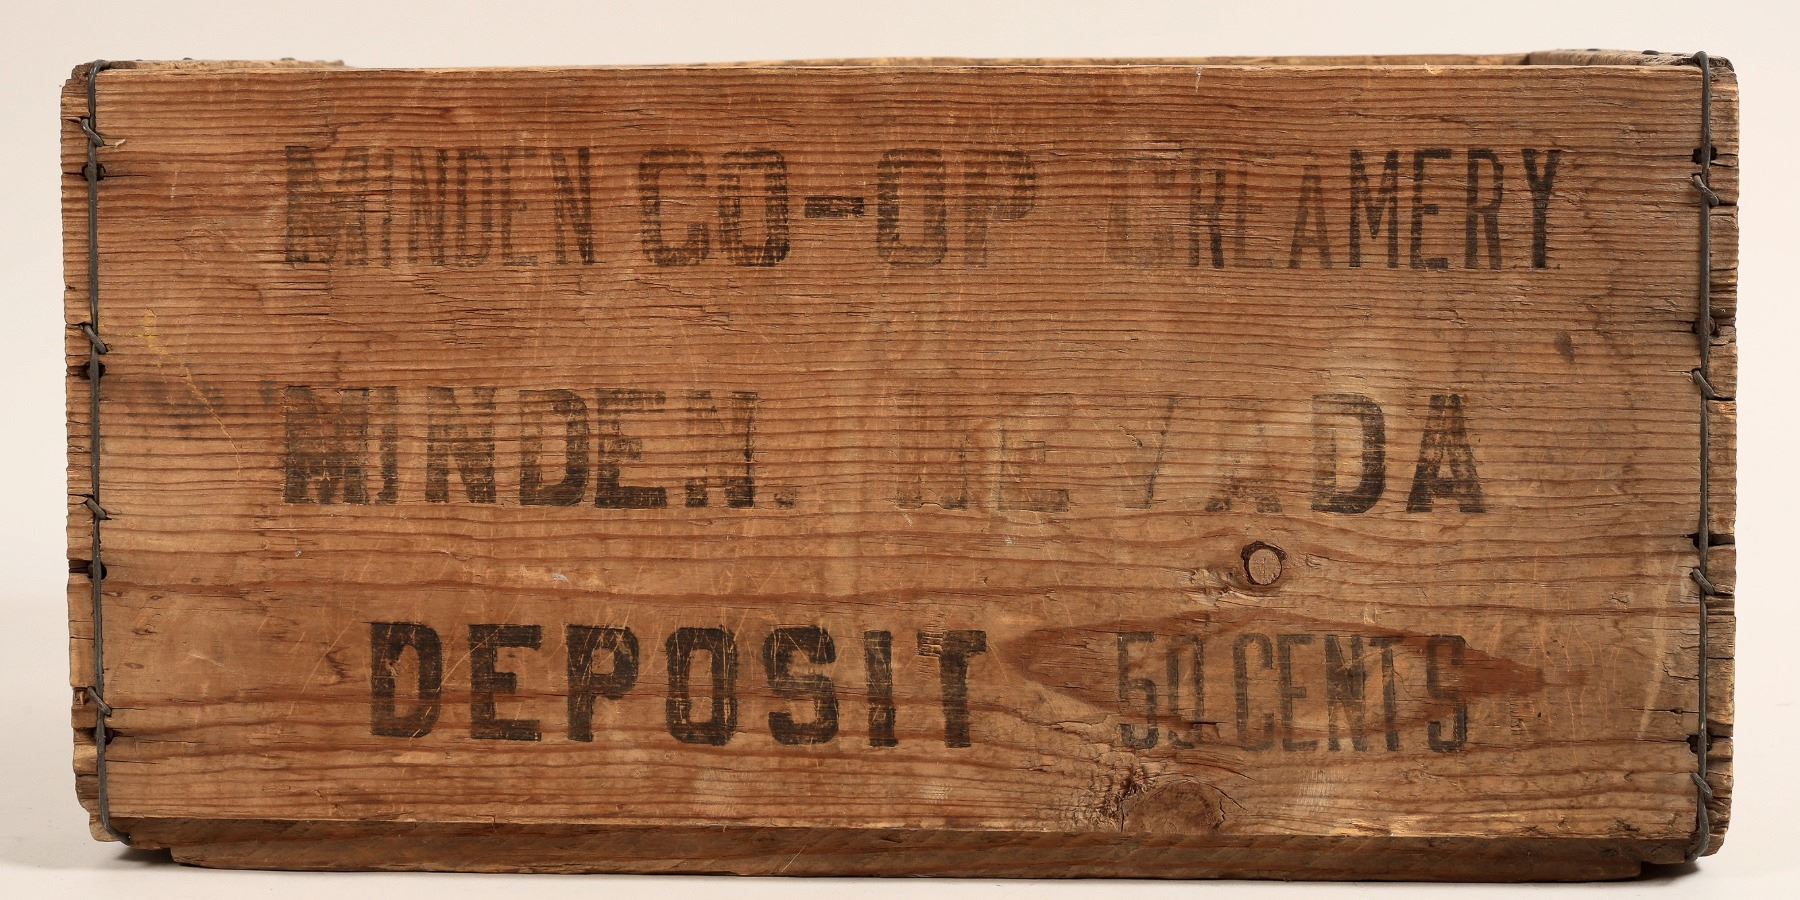 MINDEN CO-OP CREAMERY
MINDEN. NEVADA
DEPOSIT 50 CENTS